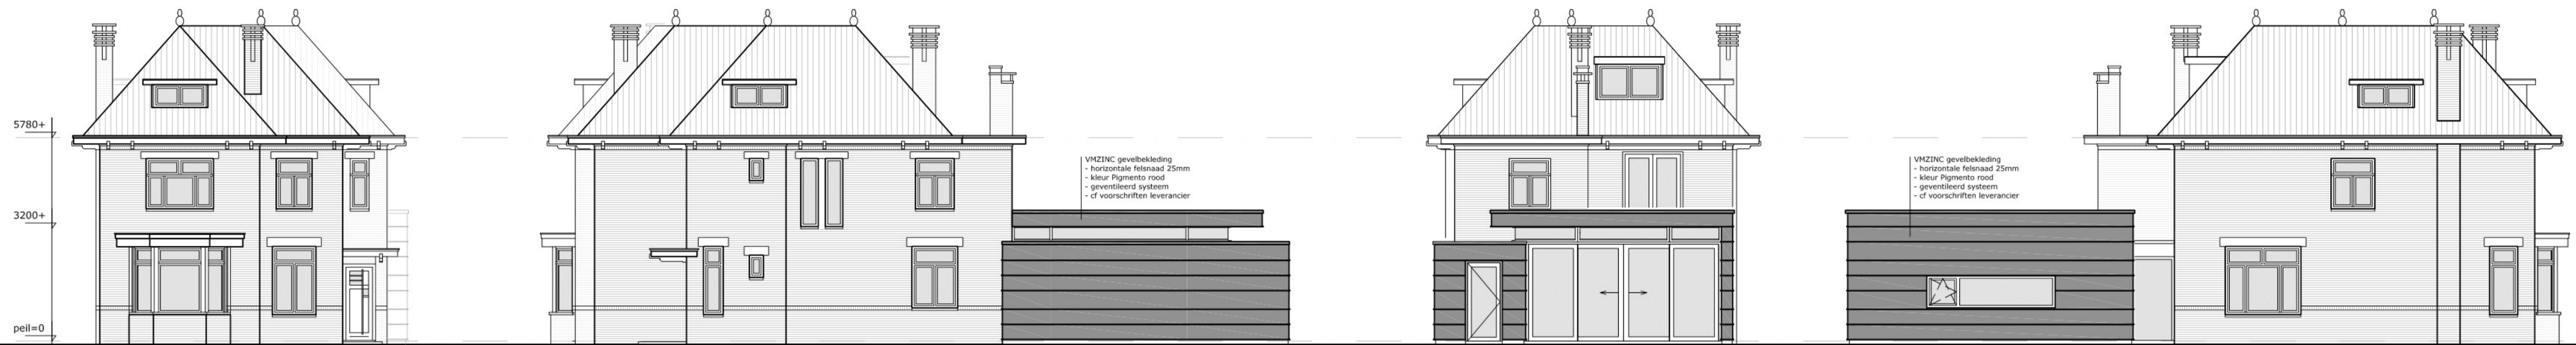 5780+
3200+
peil=0
VMZINC gevelbekleding
- horizontale felsnaad 25mm
- kleur Pigmento rood
- geventileerd systeem
- cf voorschriften leverancier
VMZINC gevelbekleding
- horizontale felsnaad 25mm
- kleur Pigmento rood
- geventileerd systeem
- cf voorschriften leverancier